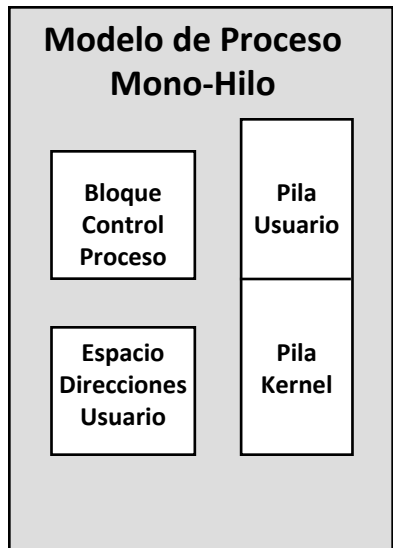 Modelo de Proceso
Mono-Hilo
Bloque
Control
Proceso
Pila
Usuario
Espacio
Direcciones
Usuario
Pila
Kernel